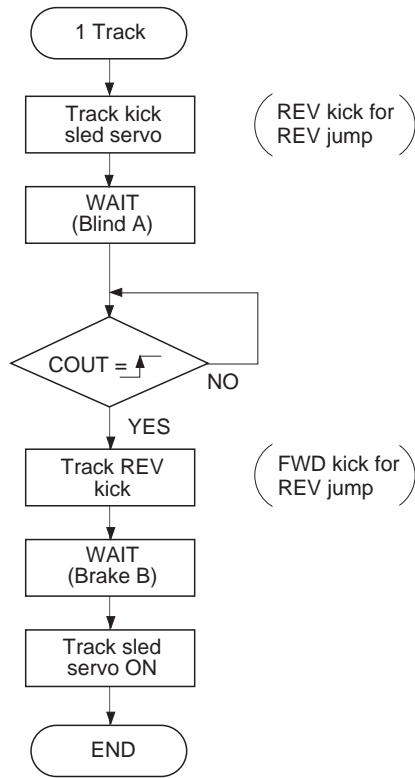 1 Track
Track kick
sled servo
REV kick for
REV jump
WAIT
(Blind A)
COUT =
NO
YES
Track REV
kick
FWD kick for
REV jump
WAIT
(Brake B)
Track sled
servo ON
END